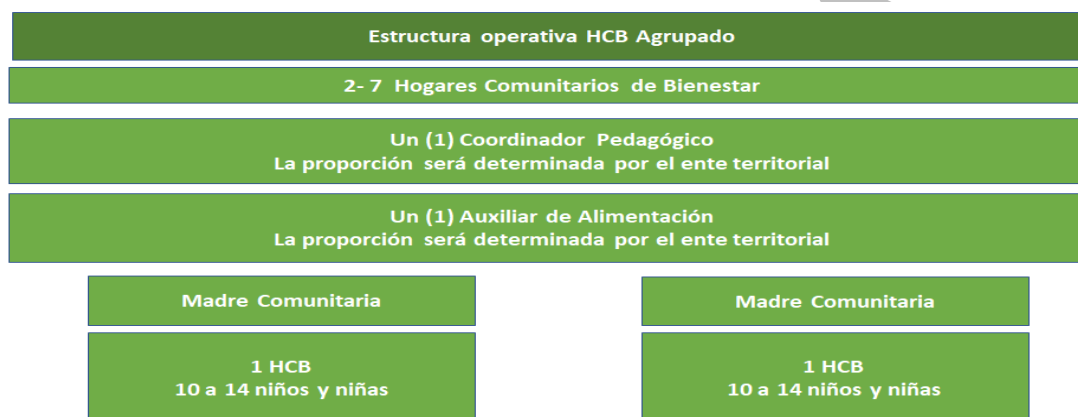 Estructura operativa HCB Agrupado
2- 7 Hogares Comunitarios de Bienestar
Un (1) Coordinador Pedagógico
La proporción será determinada por el ente territorial
Un (1) Auxiliar de Alimentación
La proporción será determinada por el ente territorial
Madre Comunitaria
Madre Comunitaria
1 HCB
10 a 14 niños y niñas
1 HCB
10 a 14 niños y niñas